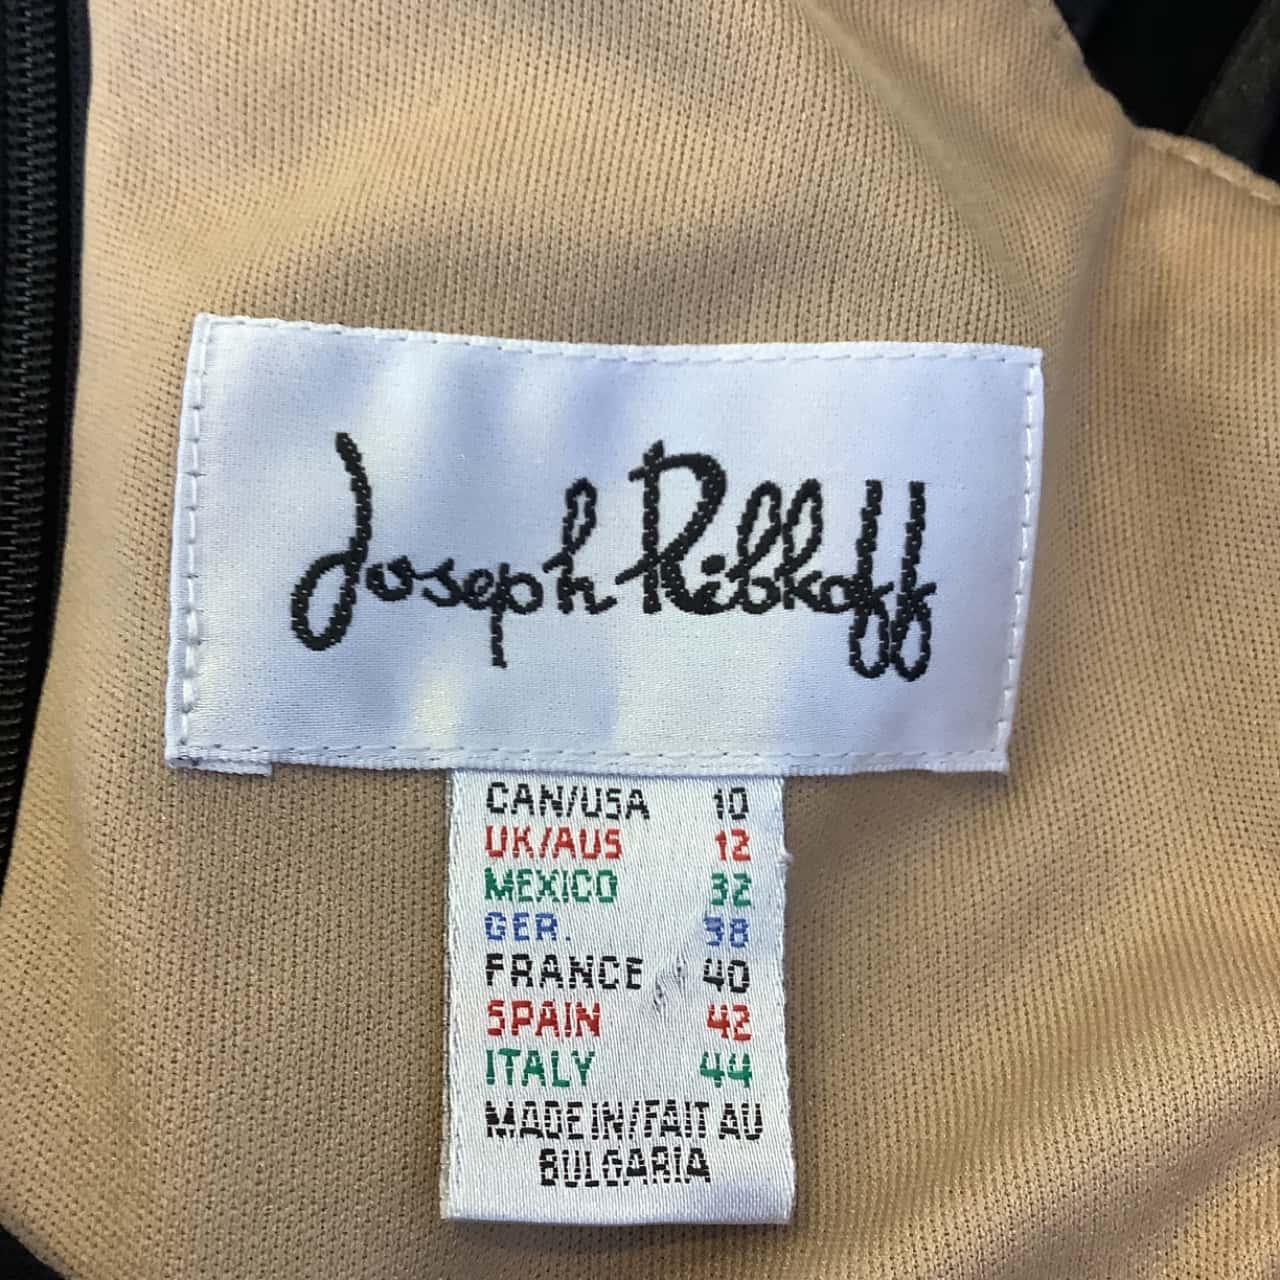 Joseph Ribkoff
CAN/USA 10
UK/AUS 12
MEXICO 32
GER. 38
FRANCE 40
SPAIN 42
ITALY 44
MADE IN/FAIT AU
BULGARIA